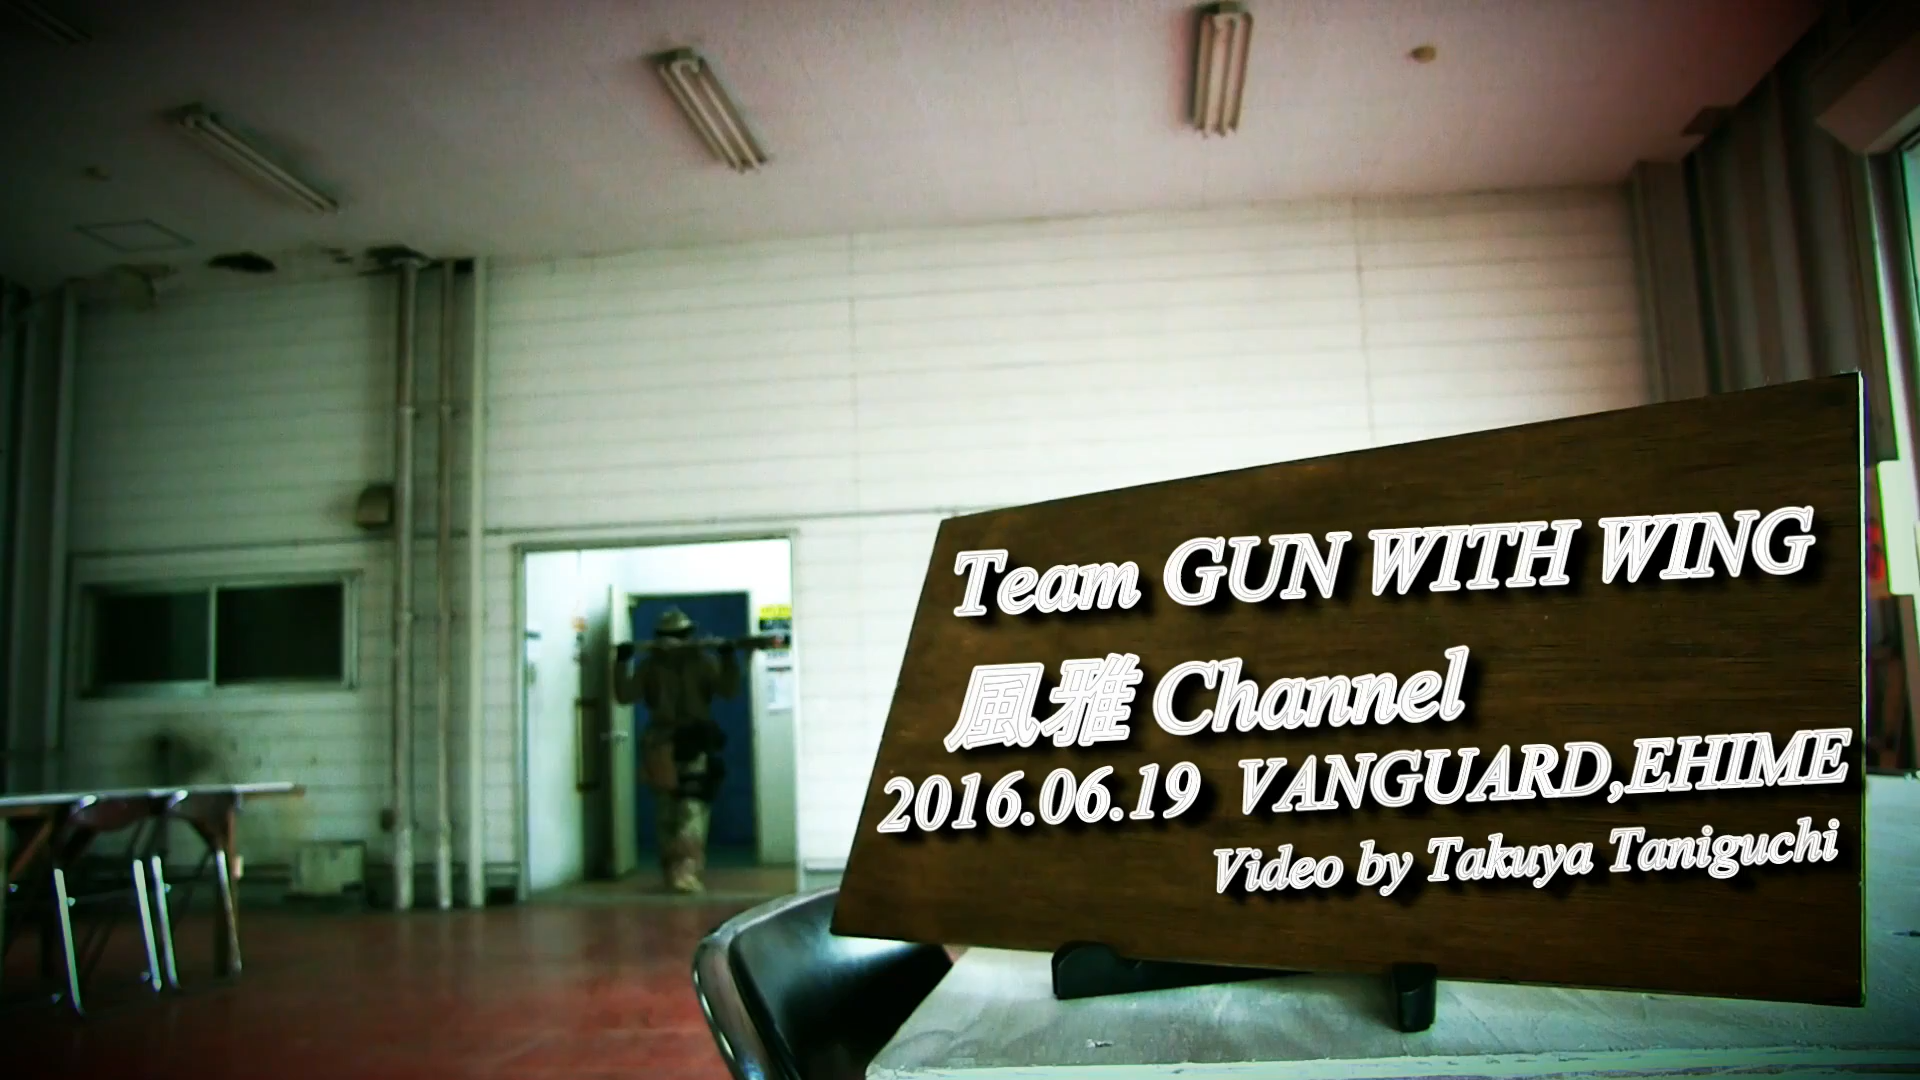 Team GUN WITH WING
風雅 Channel
2016.06.19 VANGUARD,EHIME
Video by Takuya Taniguchi